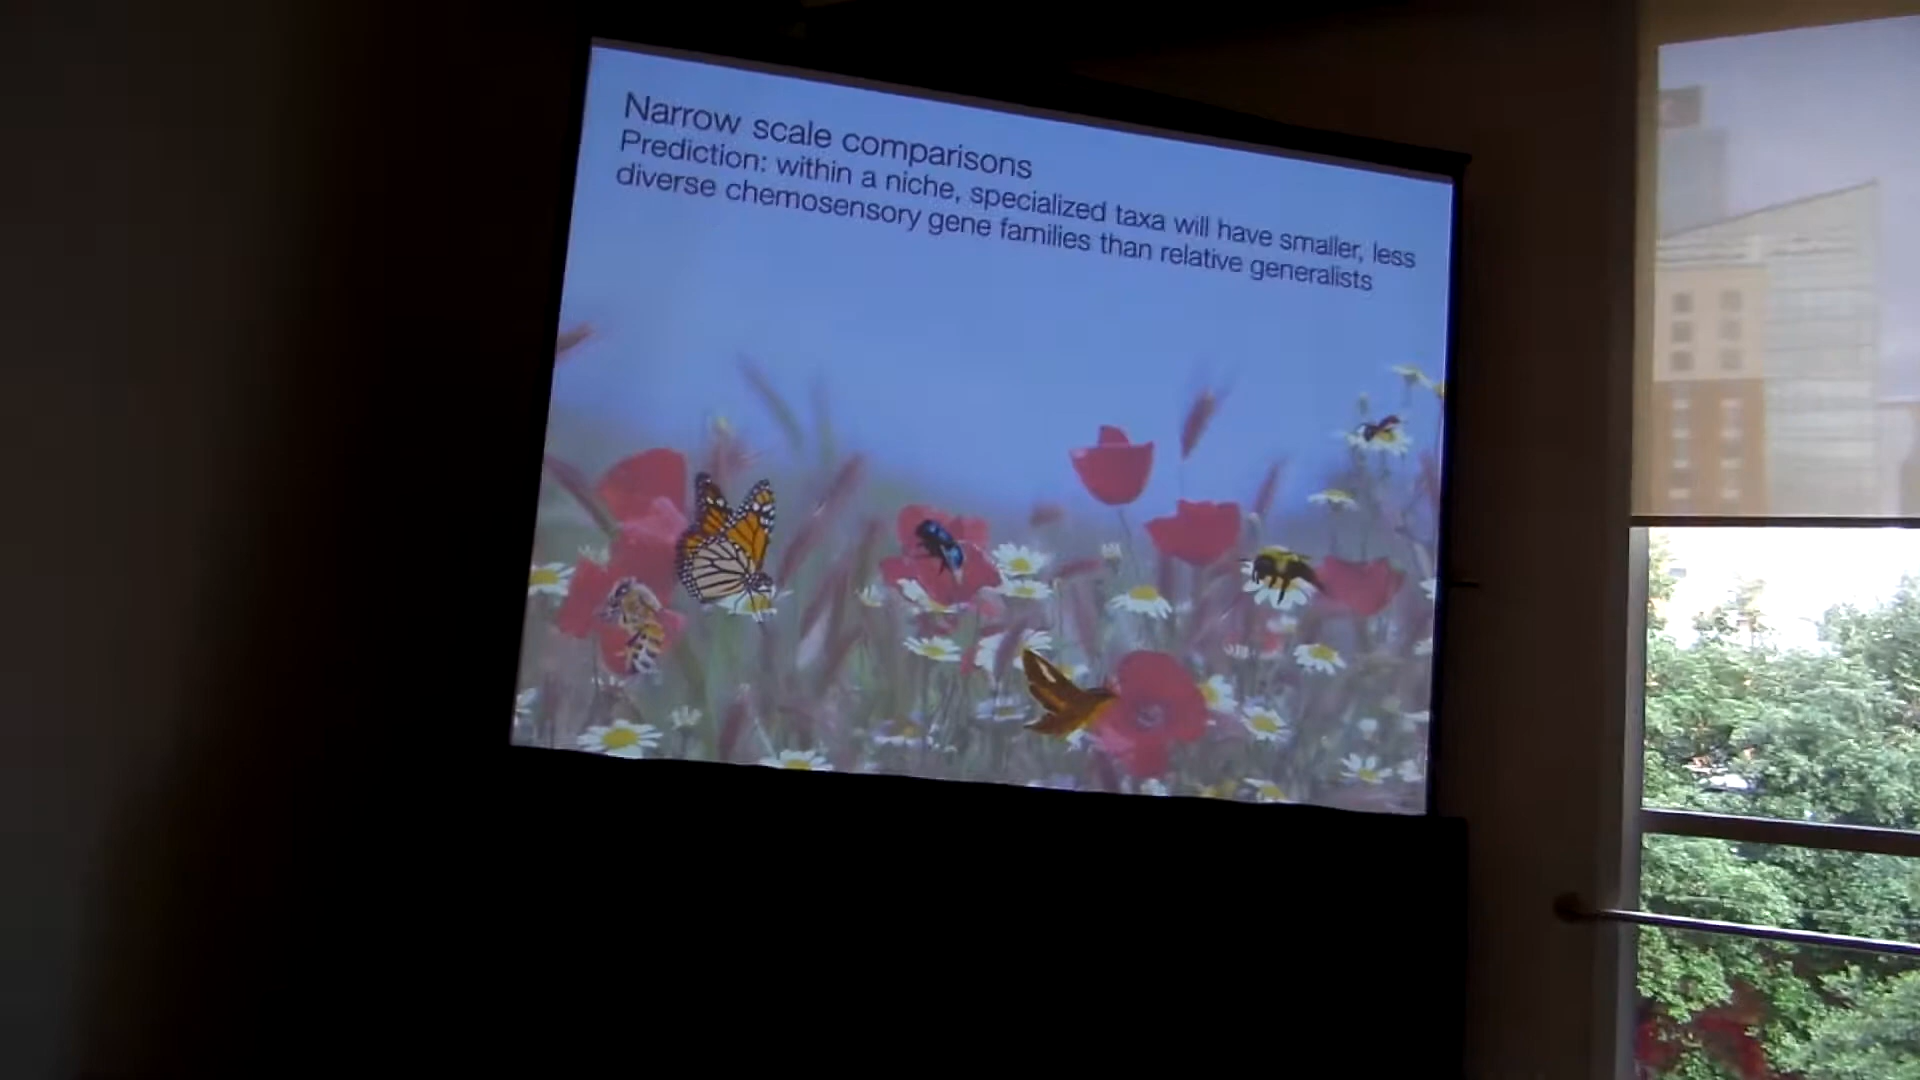 Narrow scale comparisons
Prediction: within a niche, specialized taxa will have smaller, less
diverse chemosensory gene families than relative generalists